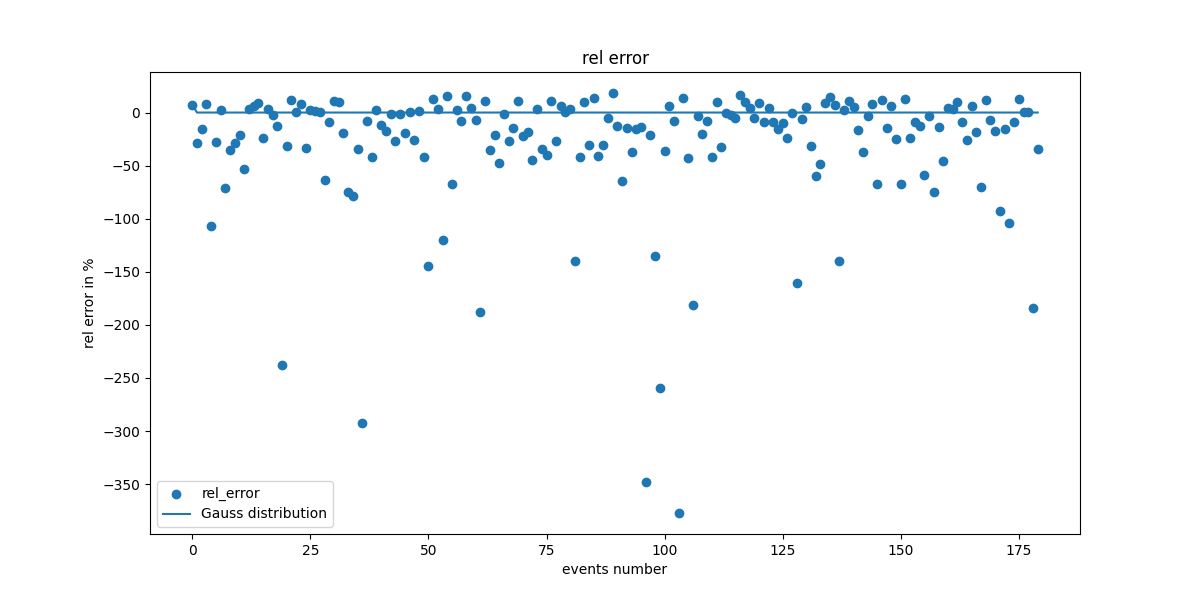 rel error
rel error in %
0
−50
−100
−150
−200
−250
−300
−350
rel_error
Gauss distribution
0 25 50 75 100 125 150 175
events number